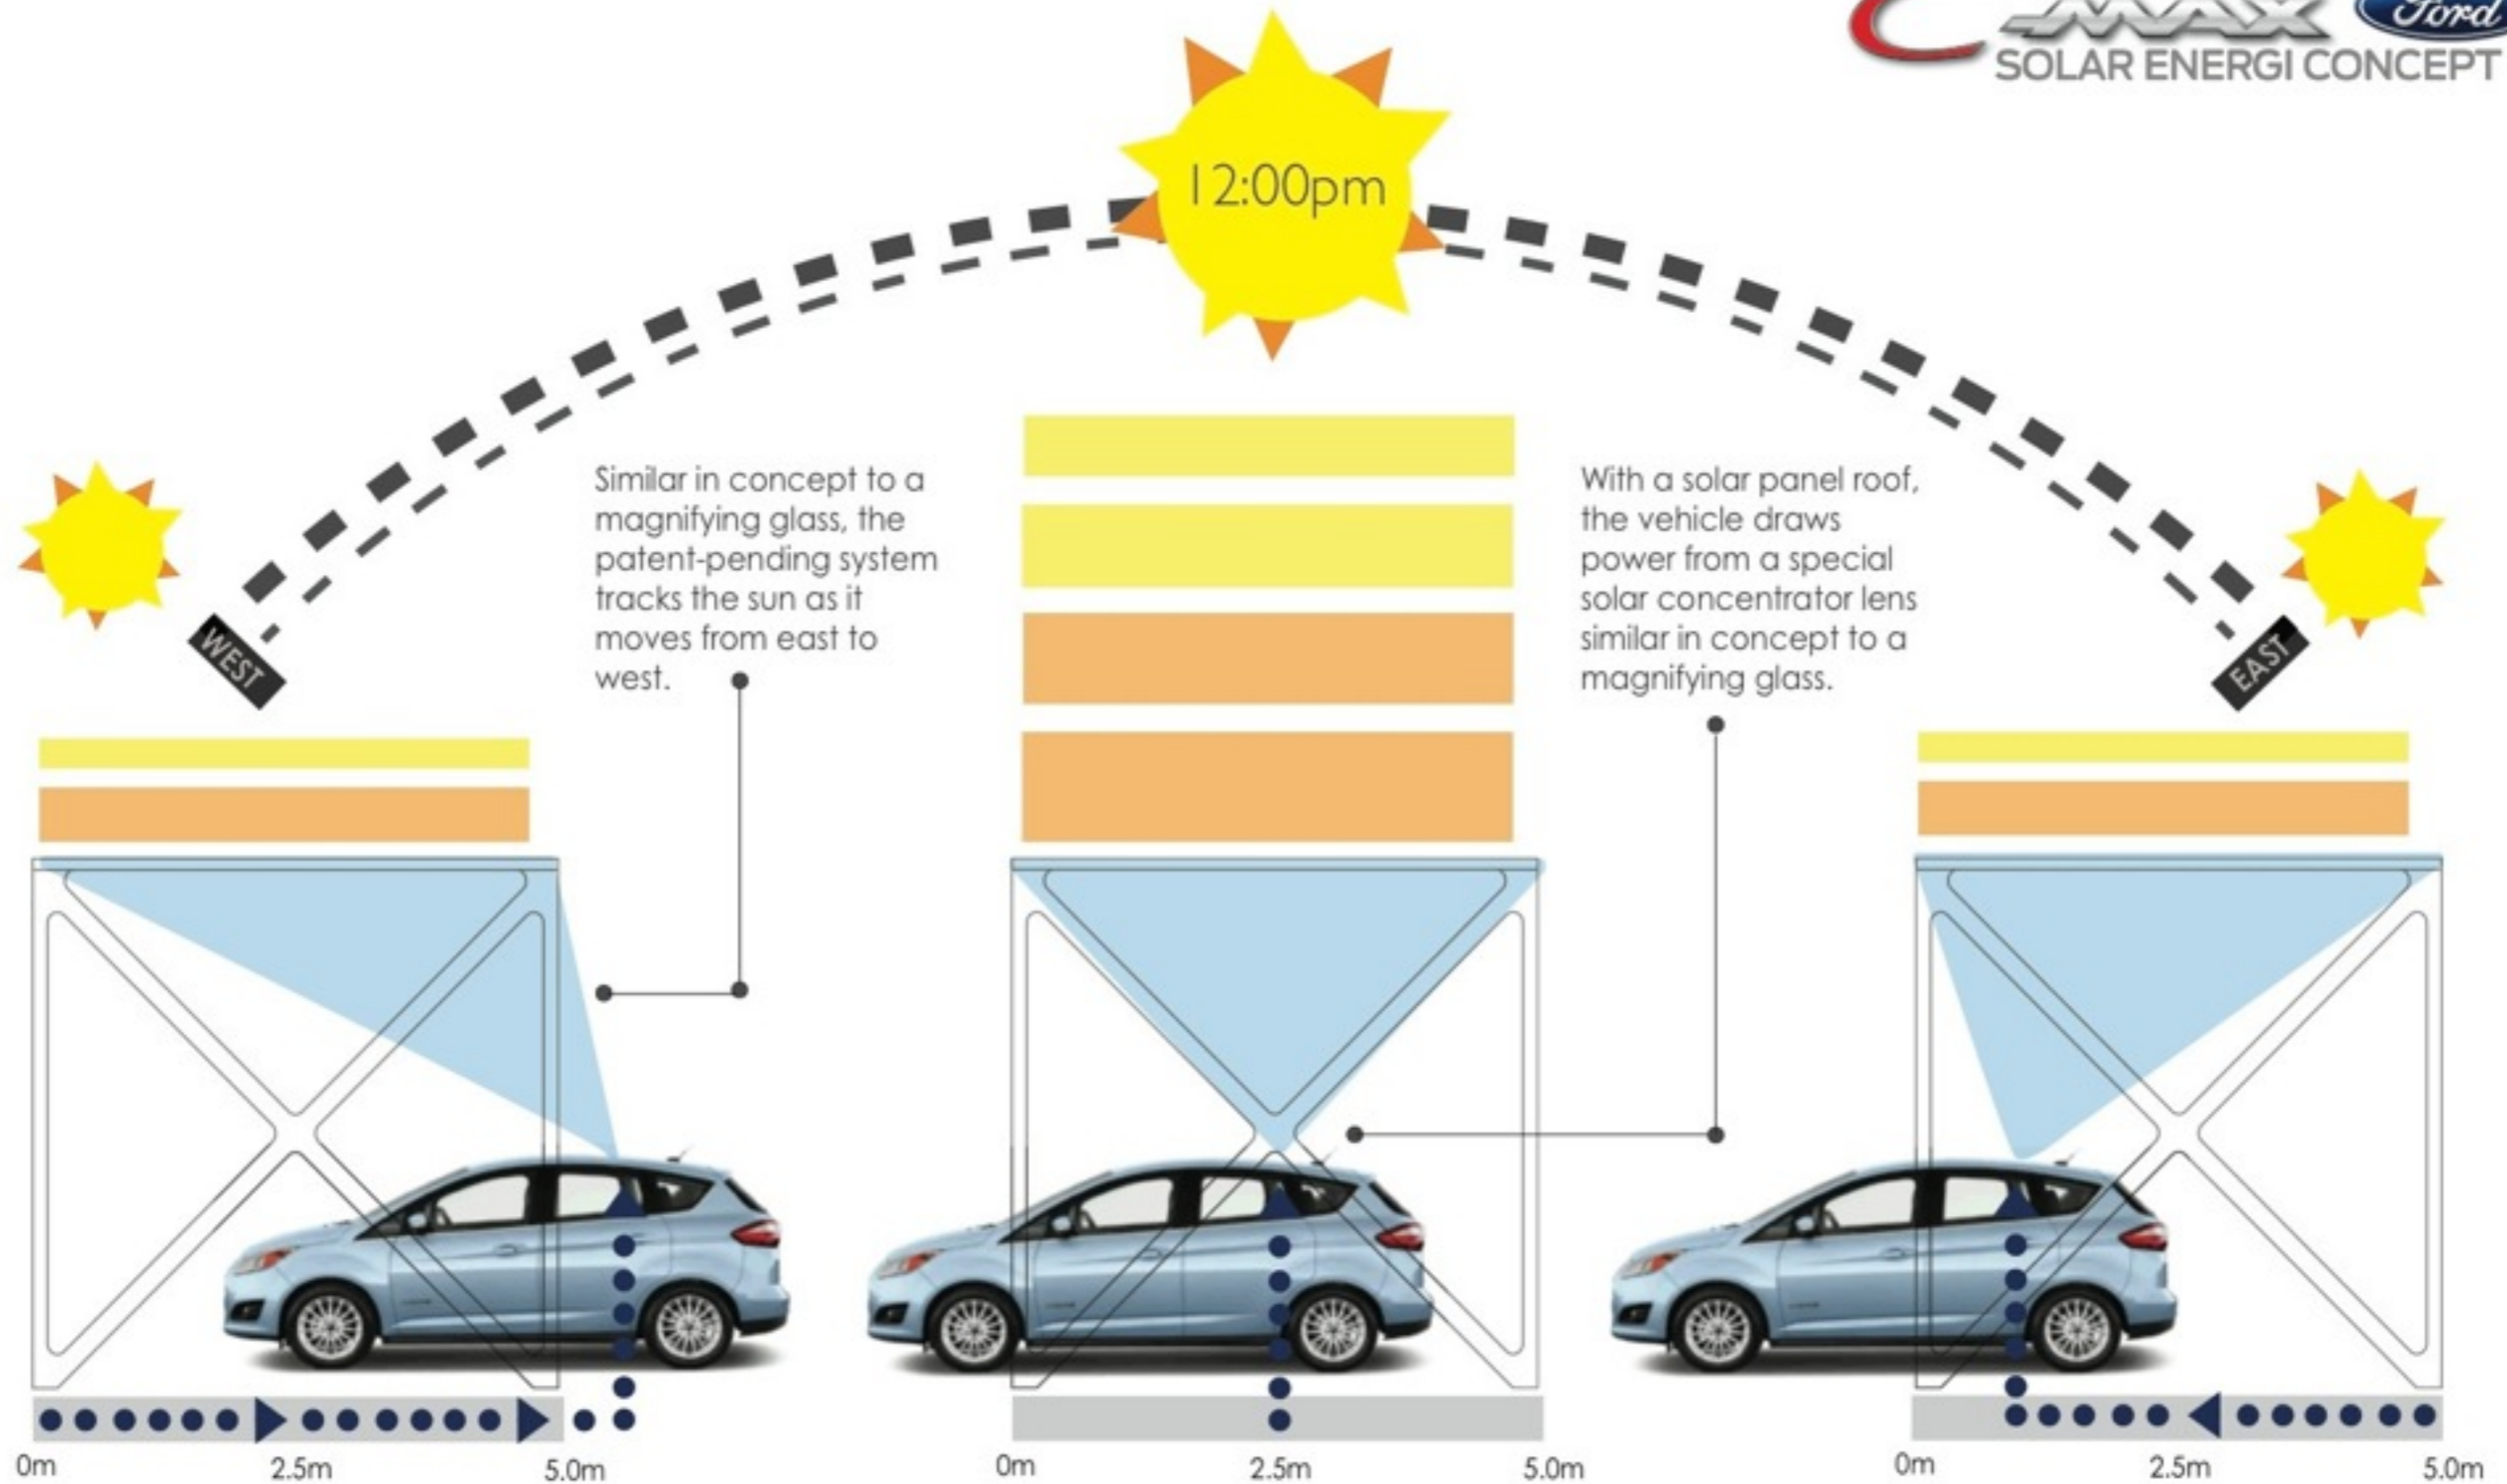 C-MAX Ford
SOLAR ENERGI CONCEPT
12:00pm
Similar in concept to a
magnifying glass, the
patent-pending system
tracks the sun as it
moves from east to
west.
With a solar panel roof,
the vehicle draws
power from a special
solar concentrator lens
similar in concept to a
magnifying glass.
WEST
EAST
0m 2.5m 5.0m
0m 2.5m 5.0m
0m 2.5m 5.0m